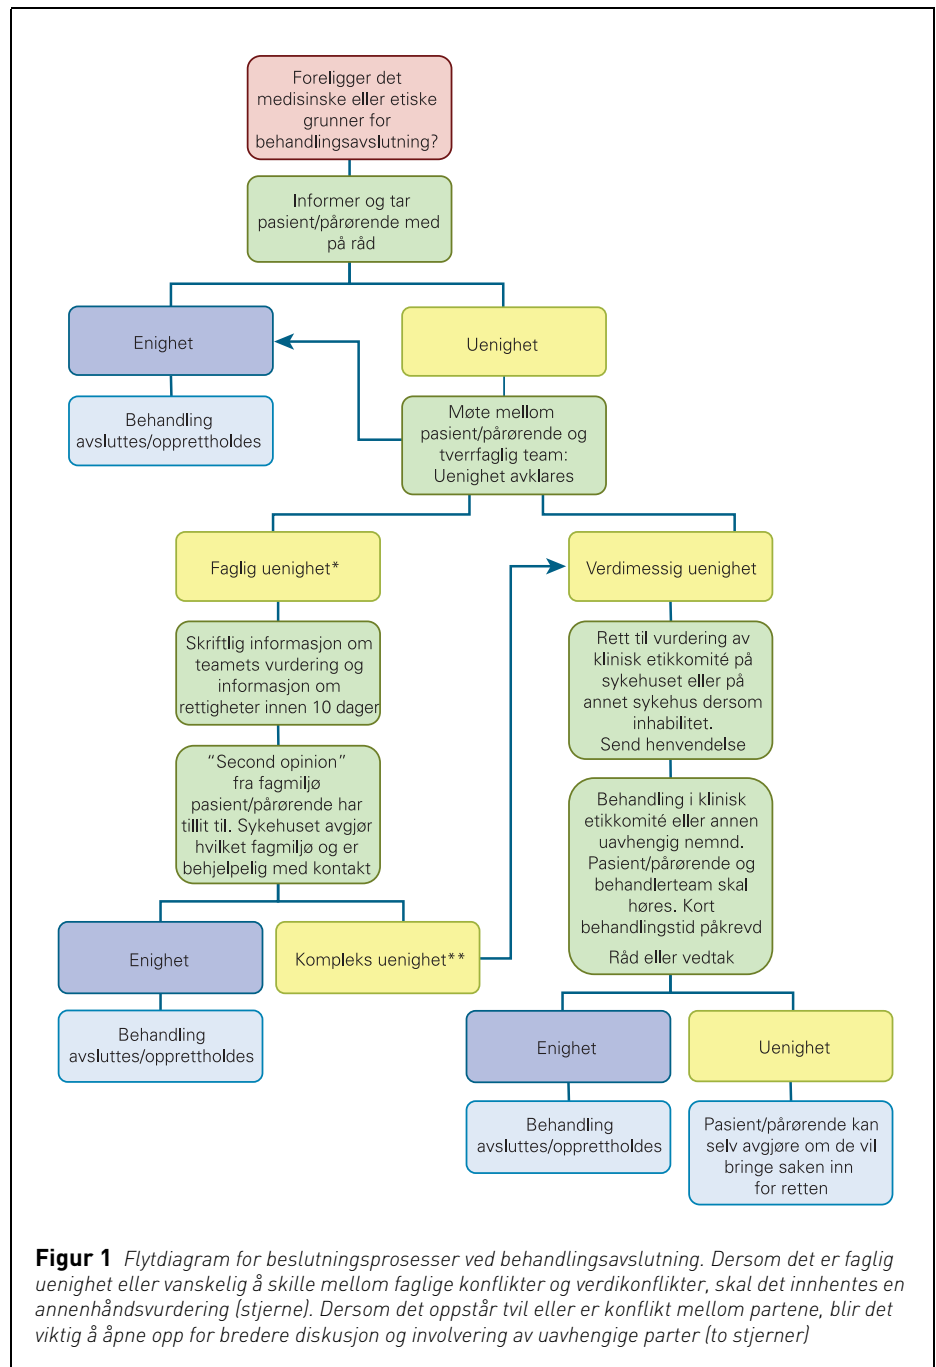 Foreligger det
medisinske eller etiske
grunner for
behandlingsavslutning?
Informer og tar
pasient/pårørende med
på råd
Enighet
Uenighet
Behandling
avsluttes/opprettholdes
Møte mellom
pasient/pårørende og
tverrfaglig team:
Uenighet avklares
Faglig uenighet*
Verdimessig uenighet
Skriftlig informasjon om
teamets vurdering og
informasjon om
rettigheter innen 10 dager
Rett til vurdering av
klinisk etikkomité på
sykehuset eller på
annet sykehus dersom
inhabilitet.
Send henvendelse
"Second opinion"
fra fagmiljø
pasient/pårørende har
tillit til. Sykehuset avgjør
hvilket fagmiljø og er
behjelpelig med kontakt
Behandling i klinisk
etikkomité eller annen
uavhengig nemnd.
Pasient/pårørende og
behandlerteam skal
høres. Kort
behandlingstid påkrevd
Råd eller vedtak
Enighet
Kompleks uenighet**
Behandling
avsluttes/opprettholdes
Enighet
Uenighet
Behandling
avsluttes/opprettholdes
Pasient/pårørende kan
selv avgjøre om de vil
bringe saken inn
for retten
Figur 1 Flytdiagram for beslutningsprosesser ved behandlingsavslutning. Dersom det er faglig
uenighet eller vanskelig å skille mellom faglige konflikter og verdikonflikter, skal det innhentes en
annenhåndsvurdering (stjerne). Dersom det oppstår tvil eller er konflikt mellom partene, blir det
viktig å åpne opp for bredere diskusjon og involvering av uavhengige parter (to stjerner)